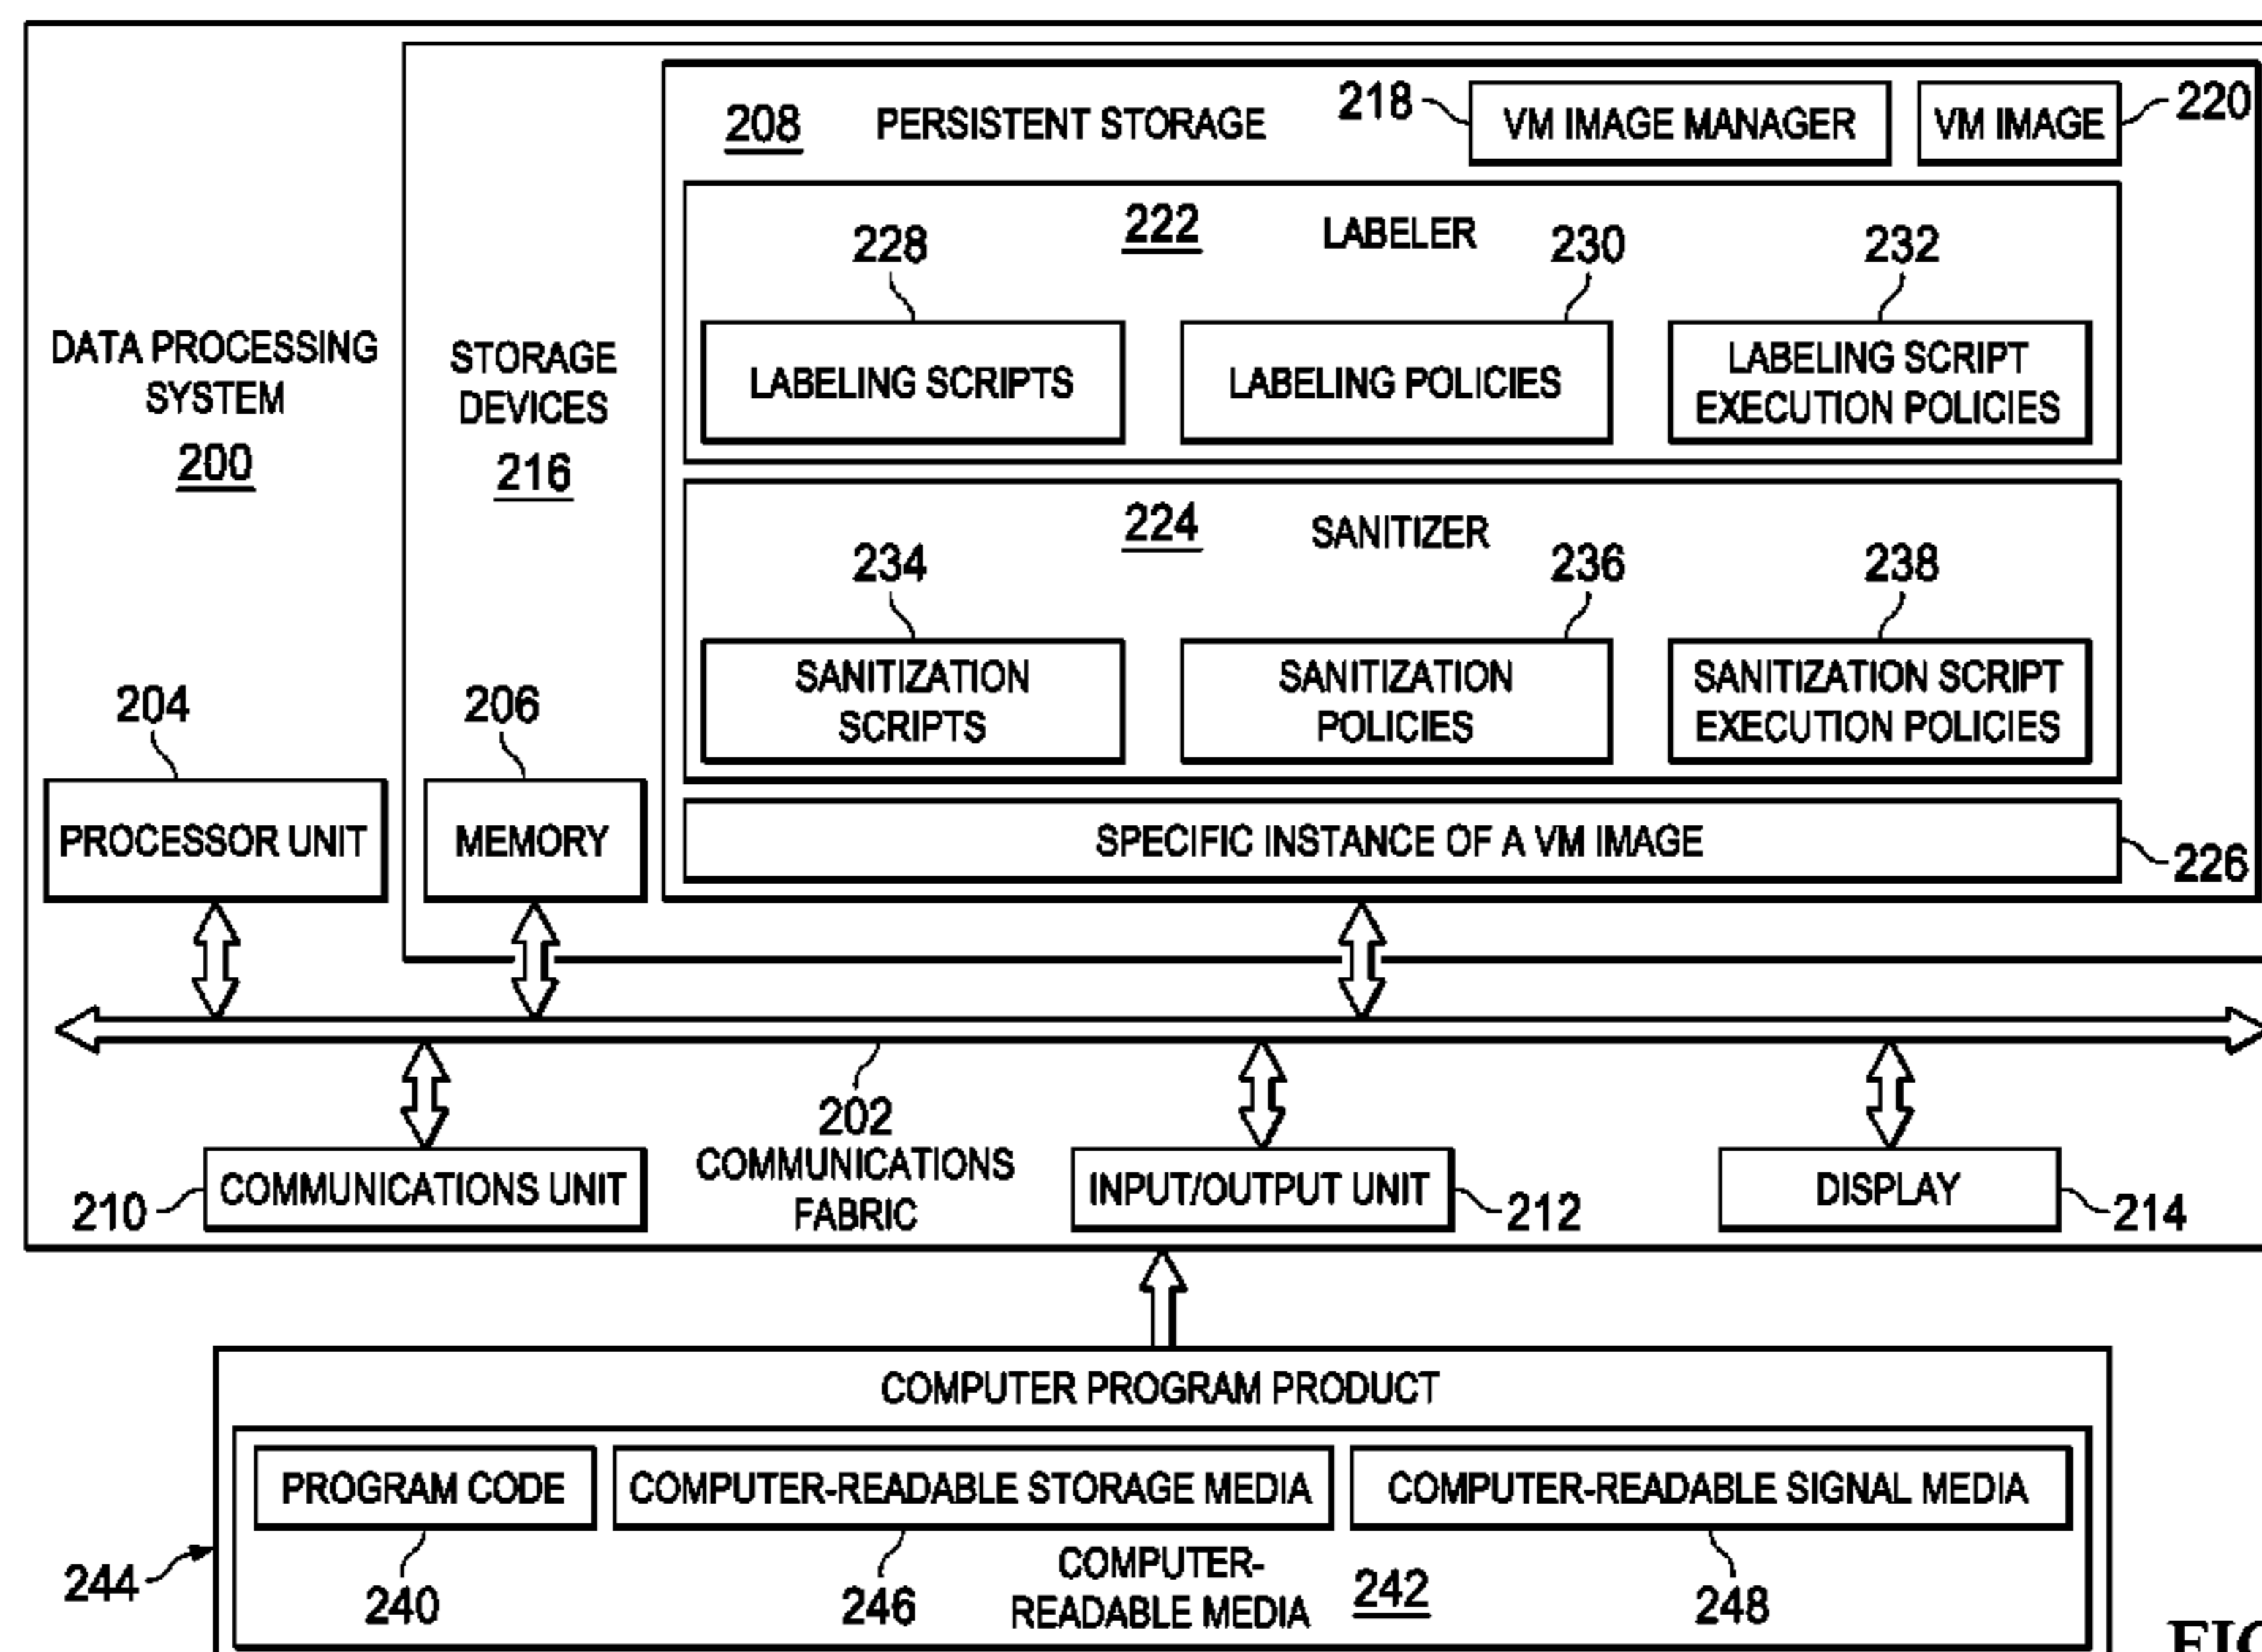 208 PERSISTENT STORAGE
218 VM IMAGE MANAGER
VM IMAGE 220
222 LABELER
228
230
232
LABELING SCRIPTS
LABELING POLICIES
LABELING SCRIPT
EXECUTION POLICIES
DATA PROCESSING
SYSTEM
200
STORAGE
DEVICES
216
224 SANITIZER
234
236
238
SANITIZATION
SCRIPTS
SANITIZATION
POLICIES
SANITIZATION SCRIPT
EXECUTION POLICIES
204
206
PROCESSOR UNIT
MEMORY
SPECIFIC INSTANCE OF A VM IMAGE
226
202
COMMUNICATIONS
FABRIC
210 COMMUNICATIONS UNIT
INPUT/OUTPUT UNIT 212
DISPLAY 214
COMPUTER PROGRAM PRODUCT
PROGRAM CODE
COMPUTER-READABLE STORAGE MEDIA
COMPUTER-READABLE SIGNAL MEDIA
244
240
246
COMPUTER-
READABLE MEDIA
242
248